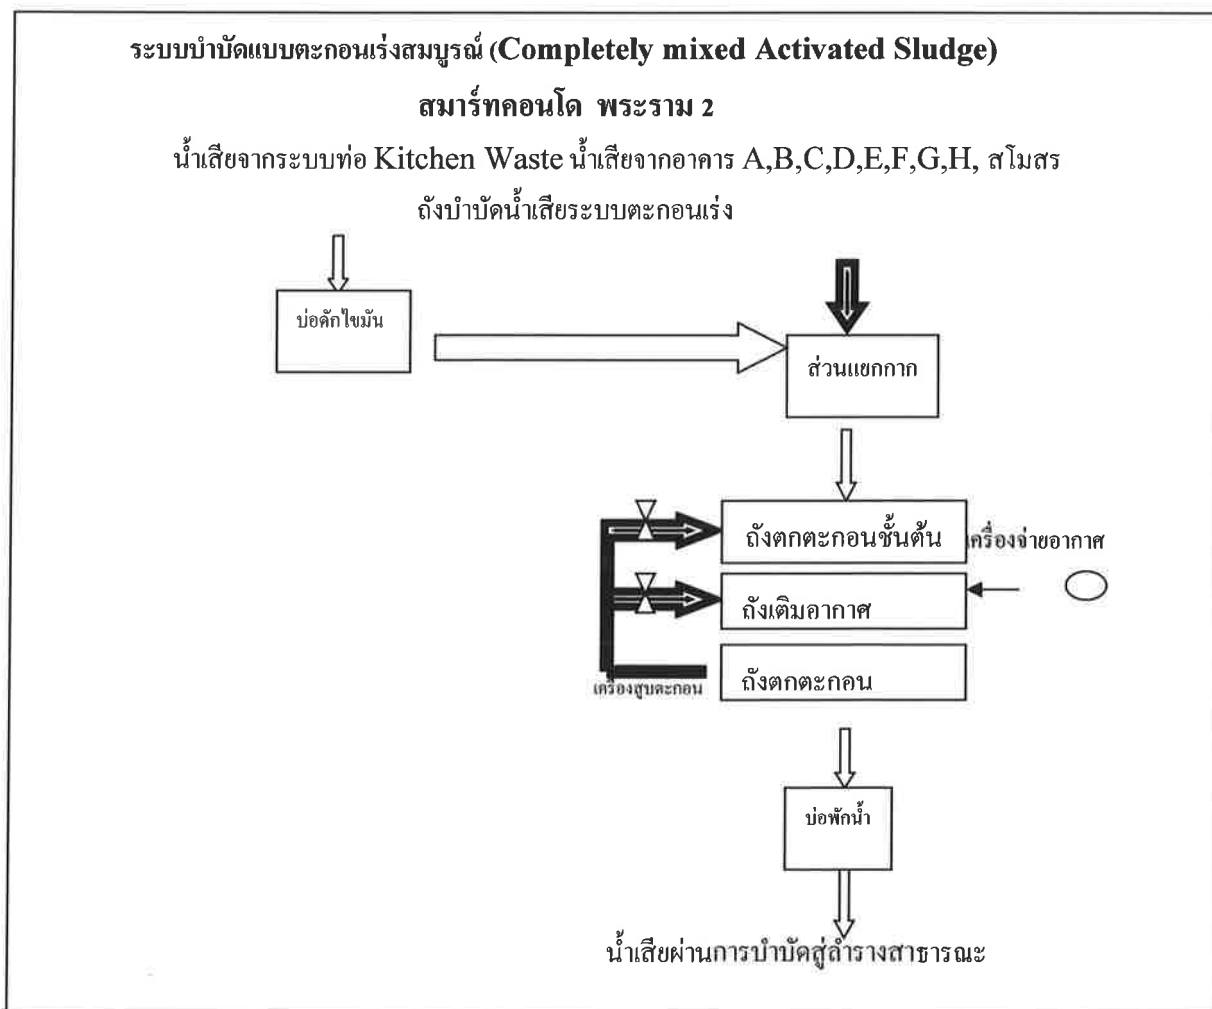 ระบบบำบัดแบบตะกอนเร่งสมบูรณ์ (Completely mixed Activated Sludge)
สมาร์ทคอนโด พระราม 2
น้ำเสียจากระบบท่อ Kitchen Waste น้ำเสียจากอาคาร A,B,C,D,E,F,G,H, สโมสร
ถังบำบัดน้ำเสียระบบตะกอนเร่ง
บ่อดักไขมัน
ส่วนแยกกาก
ถังตกตะกอนชั้นต้น
เครื่องจ่ายอากาศ
ถังเติมอากาศ
ถังตกตะกอน
เครื่องสูบตะกอน
บ่อพักน้ำ
น้ำเสียผ่านการบำบัดสู่ลำรางสาธารณะ